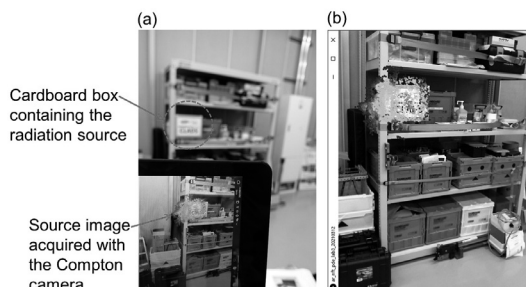 (a)
(b)
Cardboard box
containing the
radiation source
Source image
acquired with
the Compton
camera